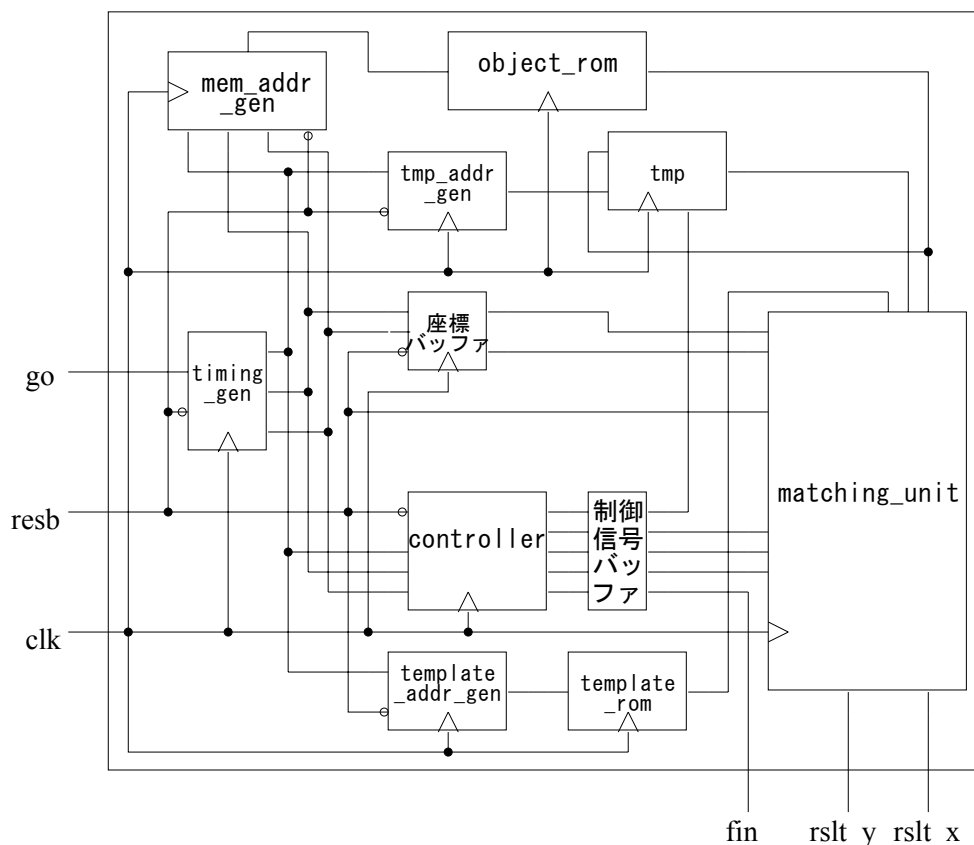 object_rom
mem_addr
_gen
tmp_addr
_gen
tmp
座標
バッファ
go
timing
_gen
matching_unit
resb
controller
制御
信号
バッ
ファ
clk
template
_addr_gen
template
_rom
fin
rslt_y
rslt_x